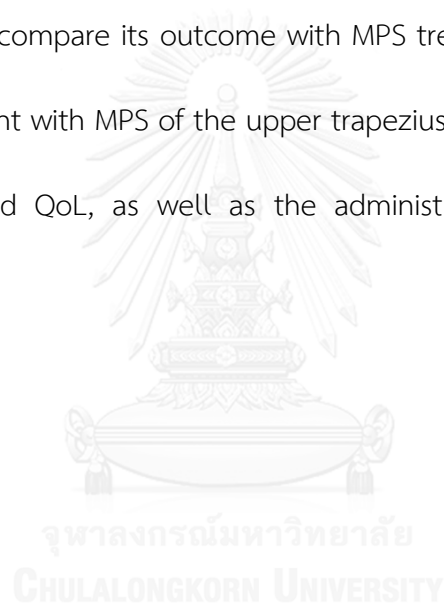 compare its outcome with MPS tre
nt with MPS of the upper trapezius
d QoL, as well as the administ
จุฬาลงกรณ์มหาวิทยาลัย
CHULALONGKORN UNIVERSITY